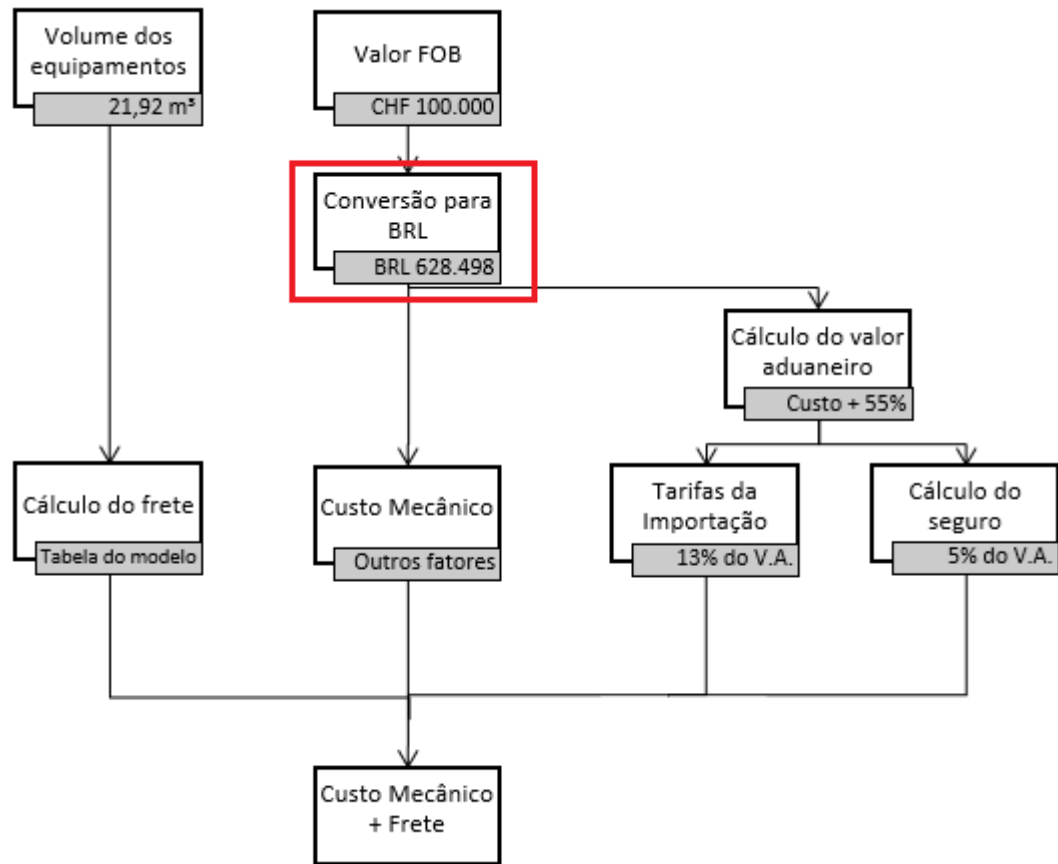 Volume dos
equipamentos
21,92 m³
Valor FOB
CHF 100.000
Conversão para
BRL
BRL 628.498
Cálculo do valor
aduaneiro
Custo + 55%
Cálculo do frete
Tabela do modelo
Custo Mecânico
Outros fatores
Tarifas da
Importação
13% do V.A.
Cálculo do
seguro
5% do V.A.
Custo Mecânico
+ Frete